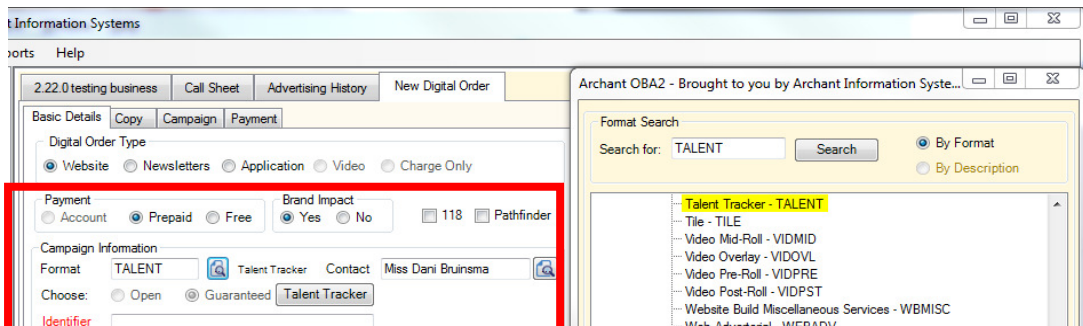 t Information Systems
orts Help
2.22.0 testing business Call Sheet Advertising History New Digital Order
Basic Details Copy Campaign Payment
Digital Order Type
Website Newsletters Application Video Charge Only
Payment
Account Prepaid Free
Brand Impact
Yes No
118 Pathfinder
Campaign Information
Format TALENT Talent Tracker Contact Miss Dani Bruinsma
Choose: Open Guaranteed Talent Tracker
Identifier
Archant OBA2 - Brought to you by Archant Information Syste...
Format Search
Search for: TALENT Search By Format
By Description
Talent Tracker - TALENT
Tile - TILE
Video Mid-Roll - VIDMID
Video Overlay - VIDOVL
Video Pre-Roll - VIDPRE
Video Post-Roll - VIDPST
Website Build Miscellaneous Services - WBMISC
Web Advertorial - WEBADV